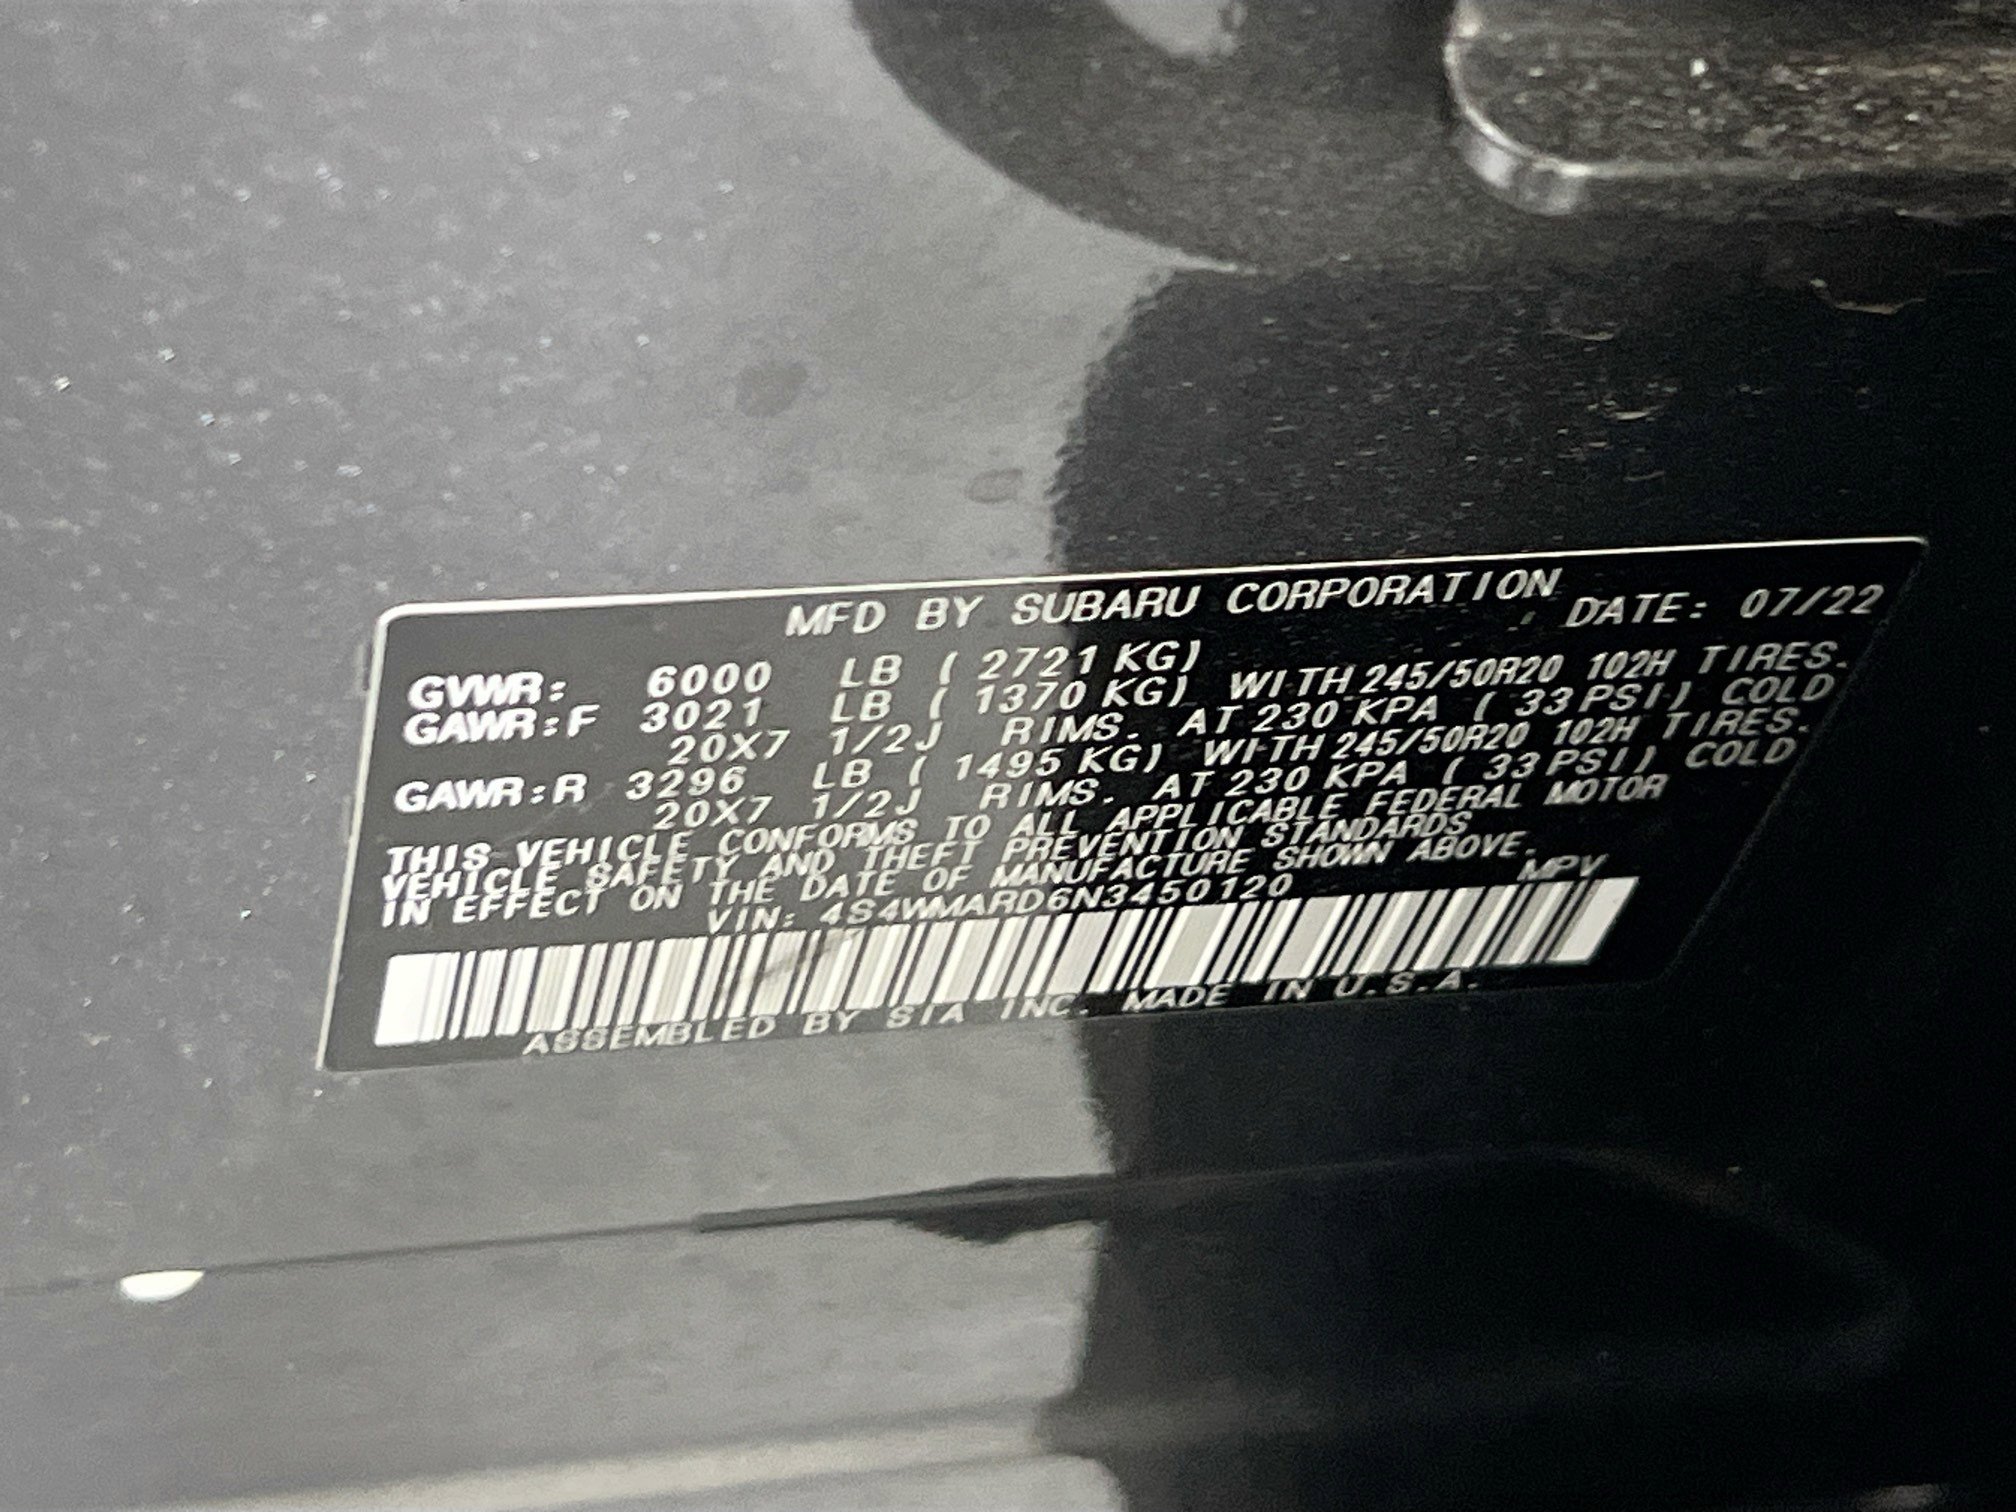 MFD BY SUBARU CORPORATION
DATE: 07/22
GVWR: 6000 LB ( 2721 KG)
GAWR:F 3021 LB ( 1370 KG) WITH 245/50R20 102H TIRES.
20X7 1/2J RIMS. AT 230 KPA ( 33 PSI) COLD
GAWR:R 3296 LB ( 1495 KG) WITH 245/50R20 102H TIRES.
20X7 1/2J RIMS. AT 230 KPA ( 33 PSI) COLD
THIS VEHICLE CONFORMS TO ALL APPLICABLE FEDERAL MOTOR
VEHICLE SAFETY AND THEFT PREVENTION STANDARDS
IN EFFECT ON THE DATE OF MANUFACTURE SHOWN ABOVE.
VIN: 4S4WMARD6N3450120 MPV
ASSEMBLED BY SIA INC. MADE IN U.S.A.